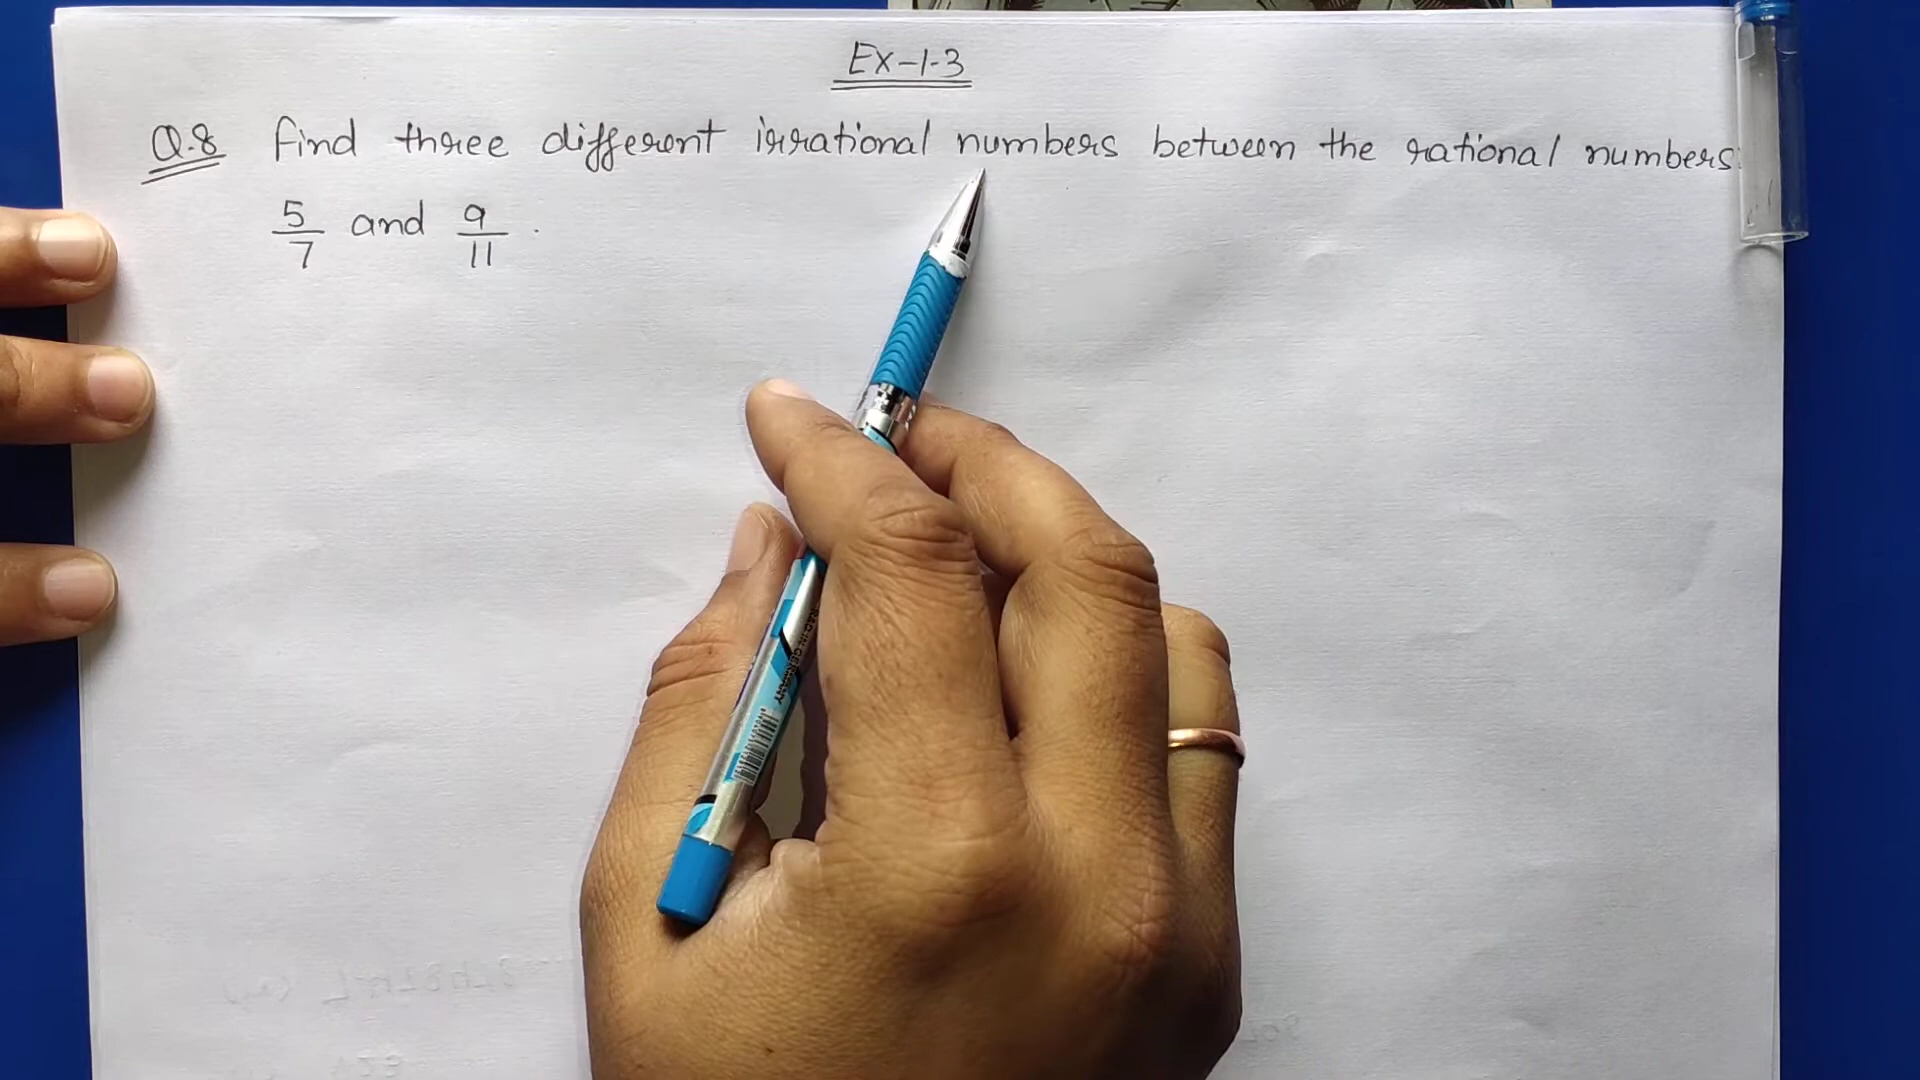 Ex-1.3
Q.8 Find three different irrational numbers between the rational numbers
5/7 and 9/11.